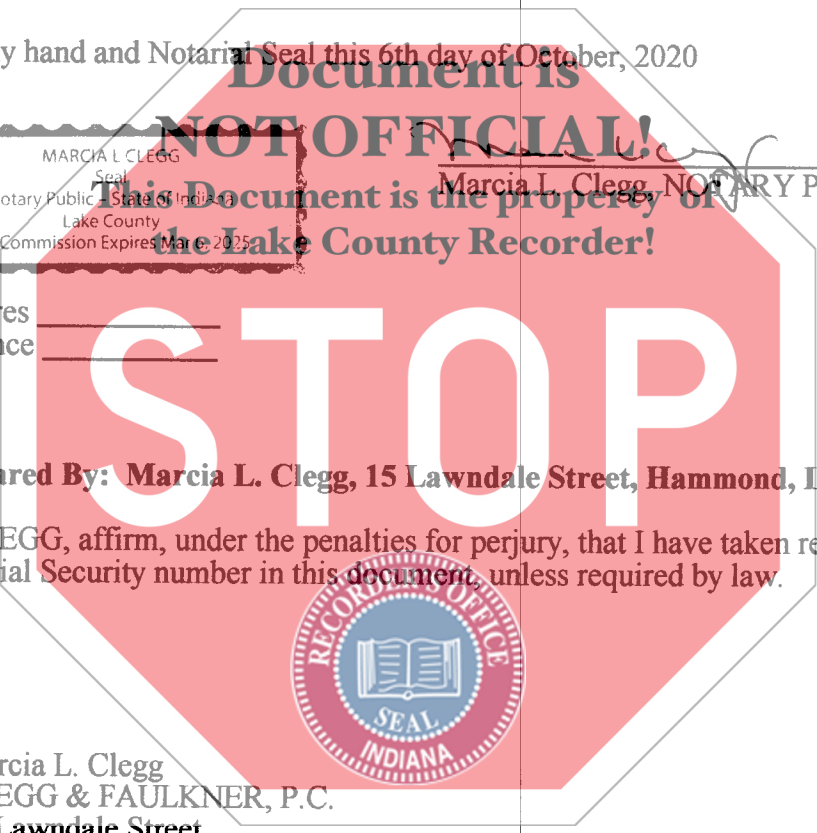 y hand and Notarial Seal this 6th day of October, 2020
Document is
NOT OFFICIAL!
This Document is the property of
the Lake County Recorder!
MARCIA L CLEGG
Seal
otary Public - State of Indiana
Lake County
Commission Expires Mar 6, 2025
Marcia L. Clegg, NOTARY P
res
nce
STOP
ared By: Marcia L. Clegg, 15 Lawndale Street, Hammond, I
EGG, affirm, under the penalties for perjury, that I have taken re
ial Security number in this document, unless required by law.
RECORDER'S OFFICE
SEAL
INDIANA
rcia L. Clegg
EGG & FAULKNER, P.C.
Lawndale Street